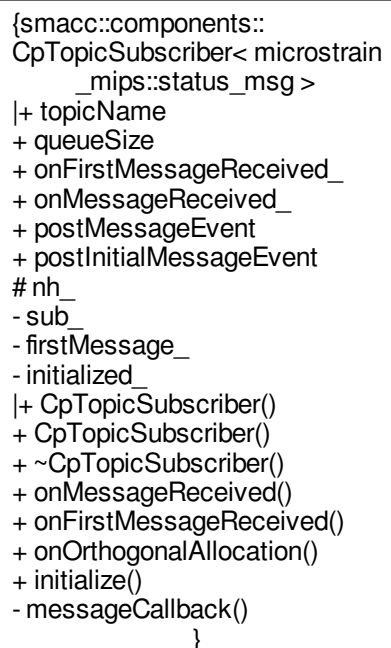 {smacc::components::
CpTopicSubscriber< microstrain
_mips::status_msg >
|+ topicName
+ queueSize
+ onFirstMessageReceived_
+ onMessageReceived_
+ postMessageEvent
+ postInitialMessageEvent
# nh_
- sub_
- firstMessage_
- initialized_
|+ CpTopicSubscriber()
+ CpTopicSubscriber()
+ ~CpTopicSubscriber()
+ onMessageReceived()
+ onFirstMessageReceived()
+ onOrthogonalAllocation()
+ initialize()
- messageCallback()
}